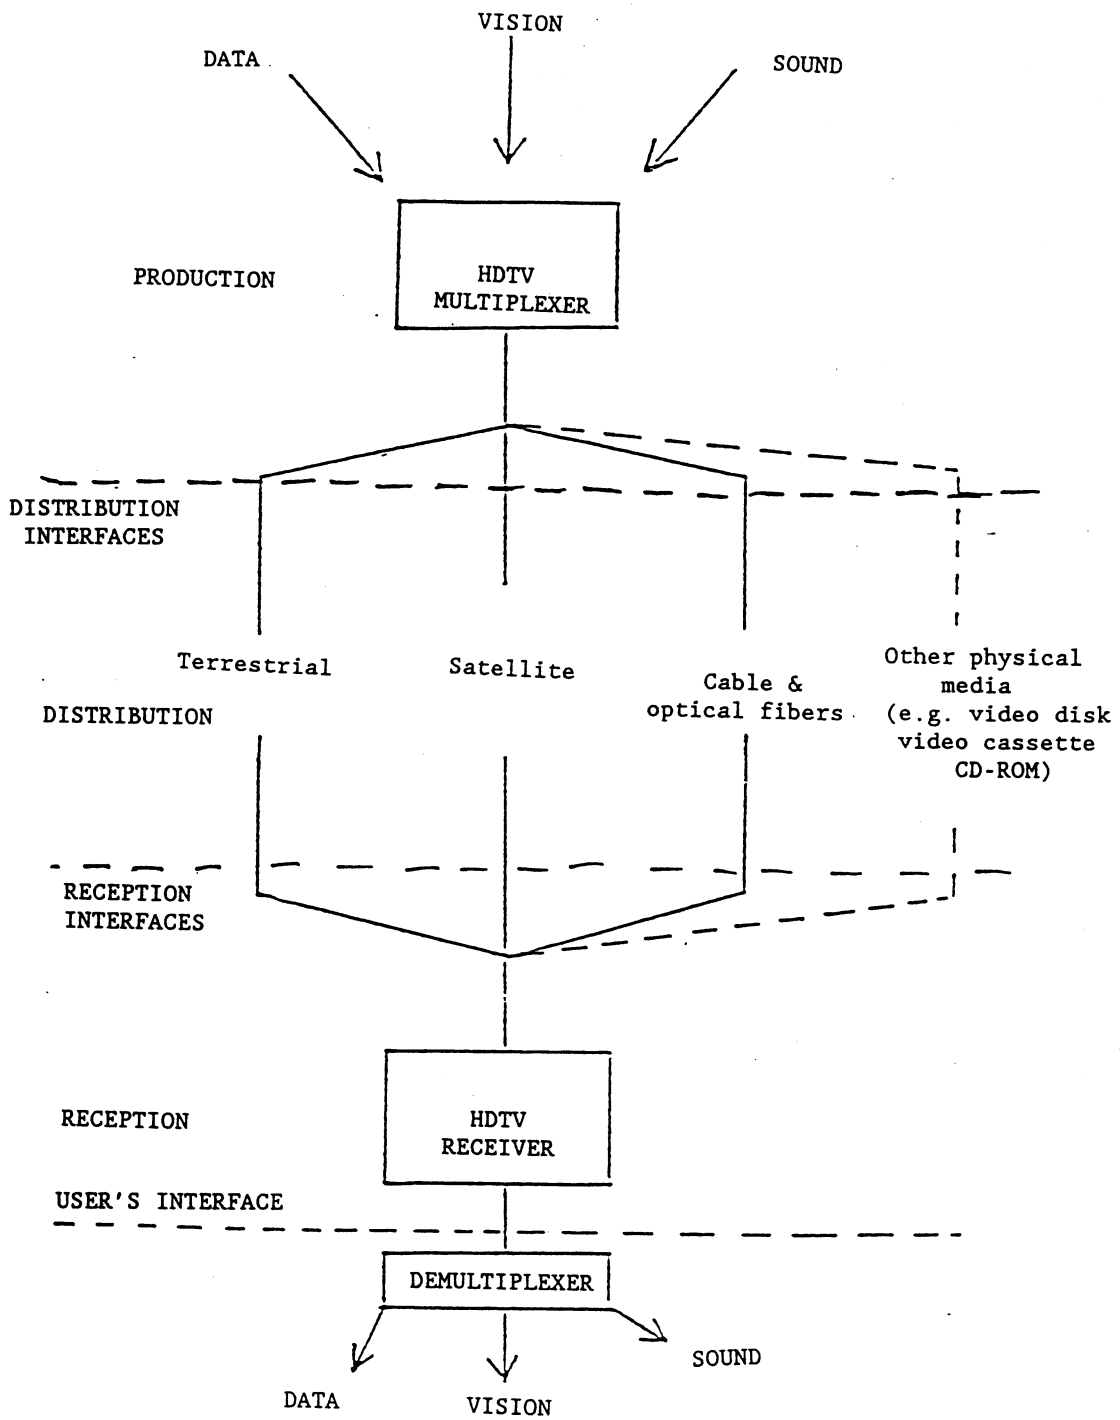 VISION
DATA
SOUND
PRODUCTION
HDTV
MULTIPLEXER
DISTRIBUTION
INTERFACES
Terrestrial
Satellite
Cable &
optical fibers
Other physical
media
(e.g. video disk
video cassette
CD-ROM)
DISTRIBUTION
RECEPTION
INTERFACES
RECEPTION
HDTV
RECEIVER
USER'S INTERFACE
DEMULTIPLEXER
DATA
VISION
SOUND